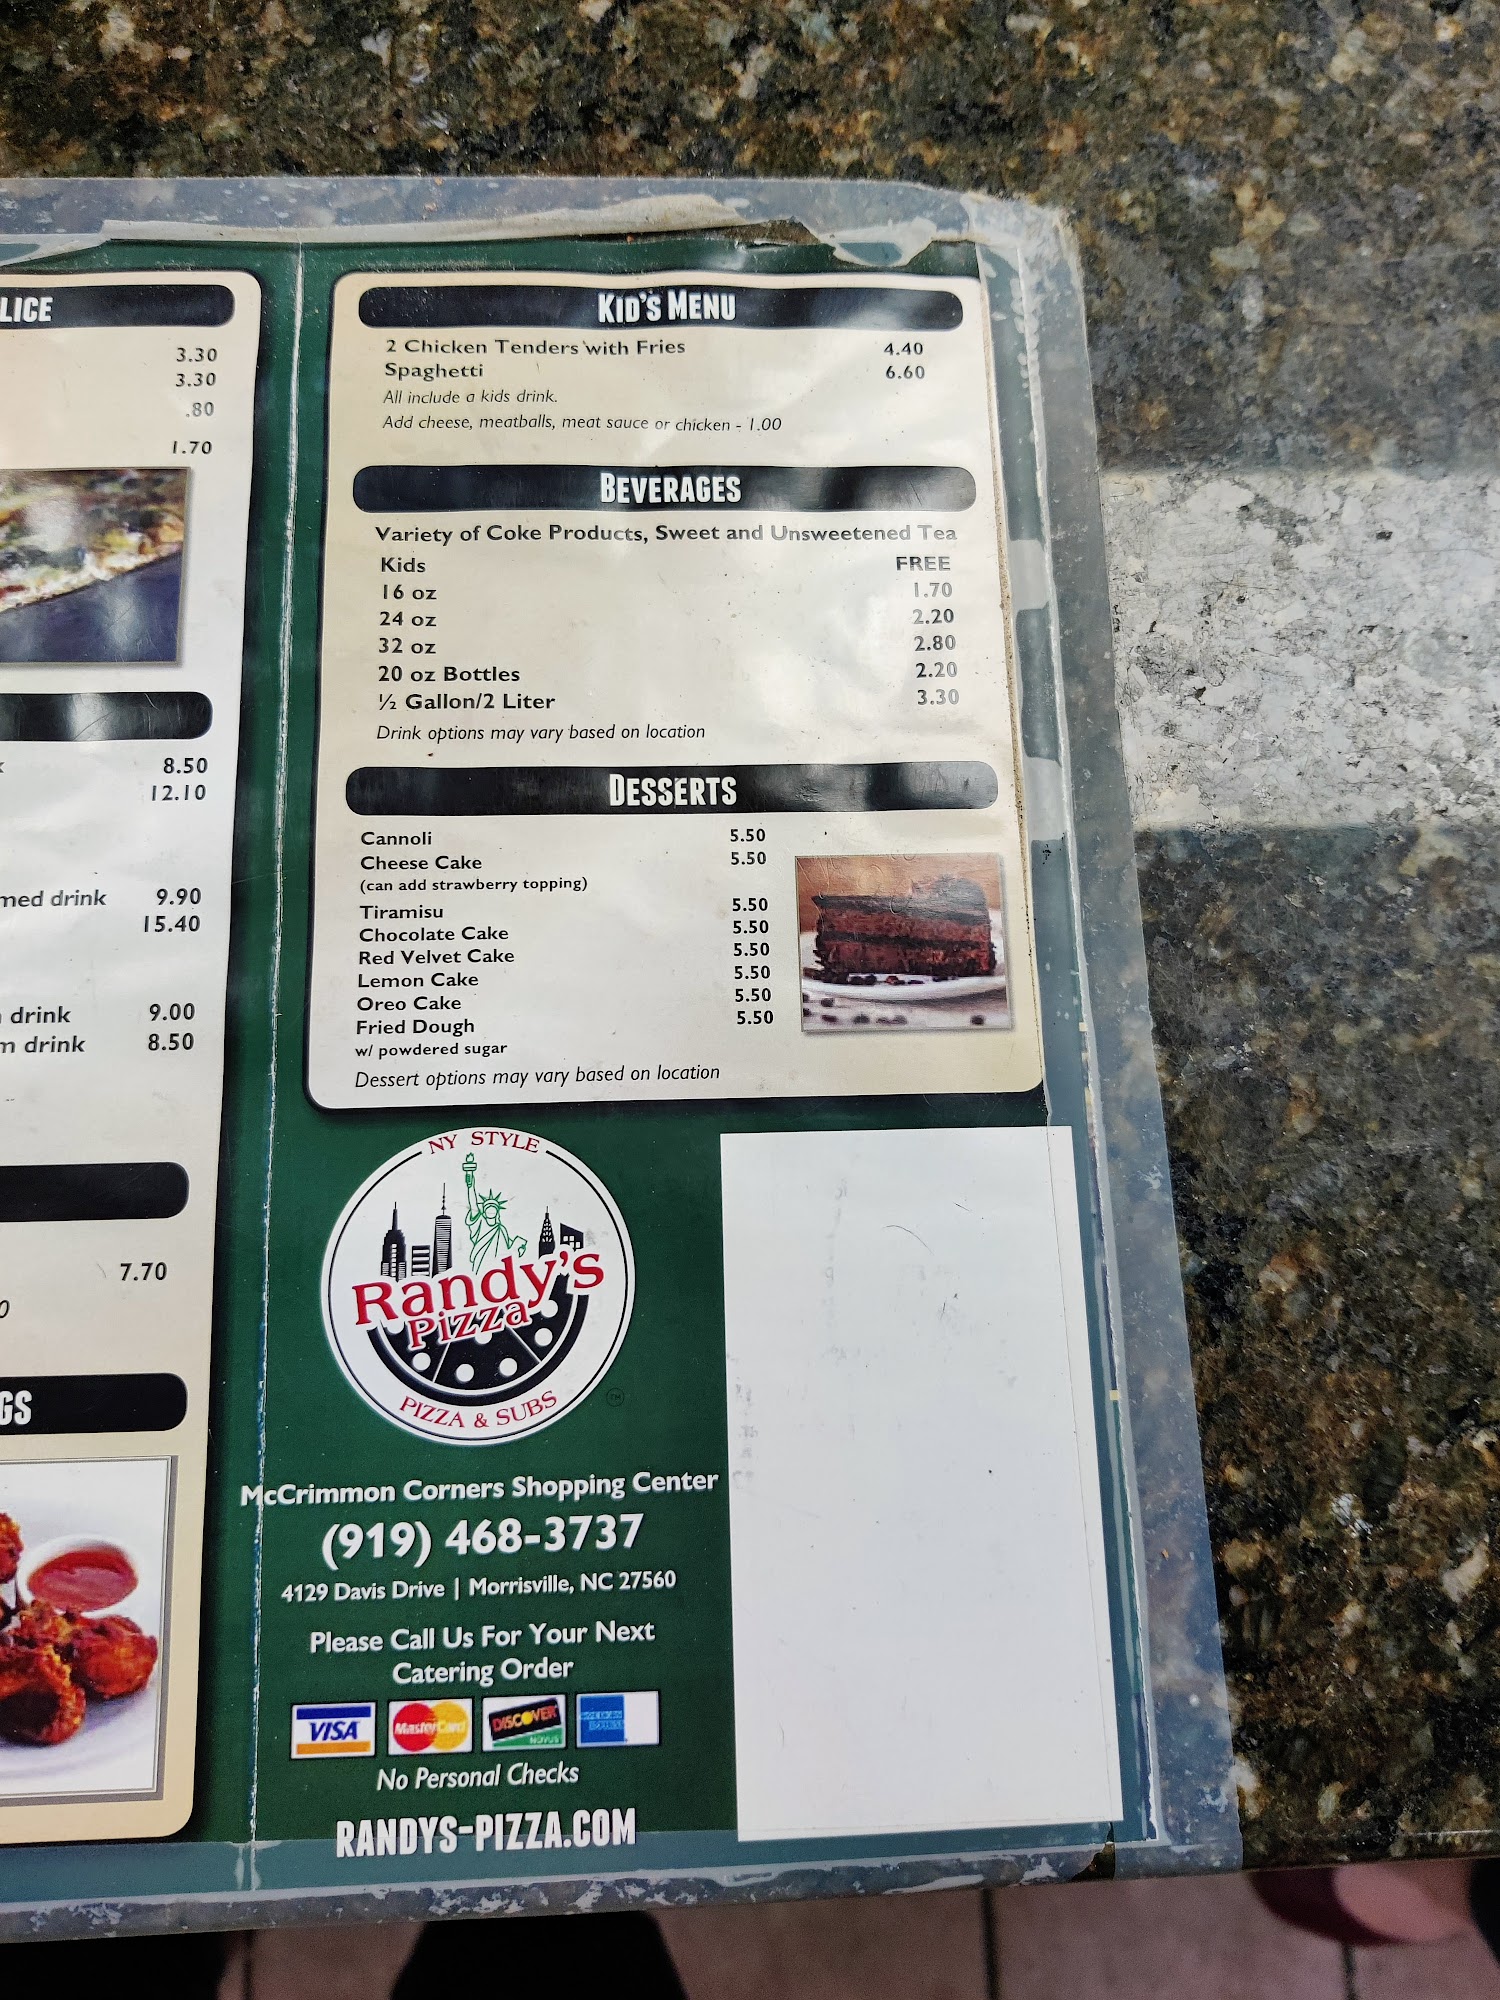 LICE
3.30
3.30
.80
1.70
8.50
12.10
med drink 9.90
15.40
drink 9.00
m drink 8.50
7.70
0
GS
KID'S MENU
2 Chicken Tenders with Fries 4.40
Spaghetti 6.60
All include a kids drink.
Add cheese, meatballs, meat sauce or chicken - 1.00
BEVERAGES
Variety of Coke Products, Sweet and Unsweetened Tea
Kids FREE
16 oz 1.70
24 oz 2.20
32 oz 2.80
20 oz Bottles 2.20
½ Gallon/2 Liter 3.30
Drink options may vary based on location
DESSERTS
Cannoli 5.50
Cheese Cake 5.50
(can add strawberry topping)
Tiramisu 5.50
Chocolate Cake 5.50
Red Velvet Cake 5.50
Lemon Cake 5.50
Oreo Cake 5.50
Fried Dough 5.50
w/ powdered sugar
Dessert options may vary based on location
NY STYLE
Randy's
Pizza
PIZZA & SUBS
TM
McCrimmon Corners Shopping Center
(919) 468-3737
4129 Davis Drive | Morrisville, NC 27560
Please Call Us For Your Next
Catering Order
VISA MasterCard DISCOVER NOVUS AMERICAN EXPRESS
No Personal Checks
RANDYS-PIZZA.COM